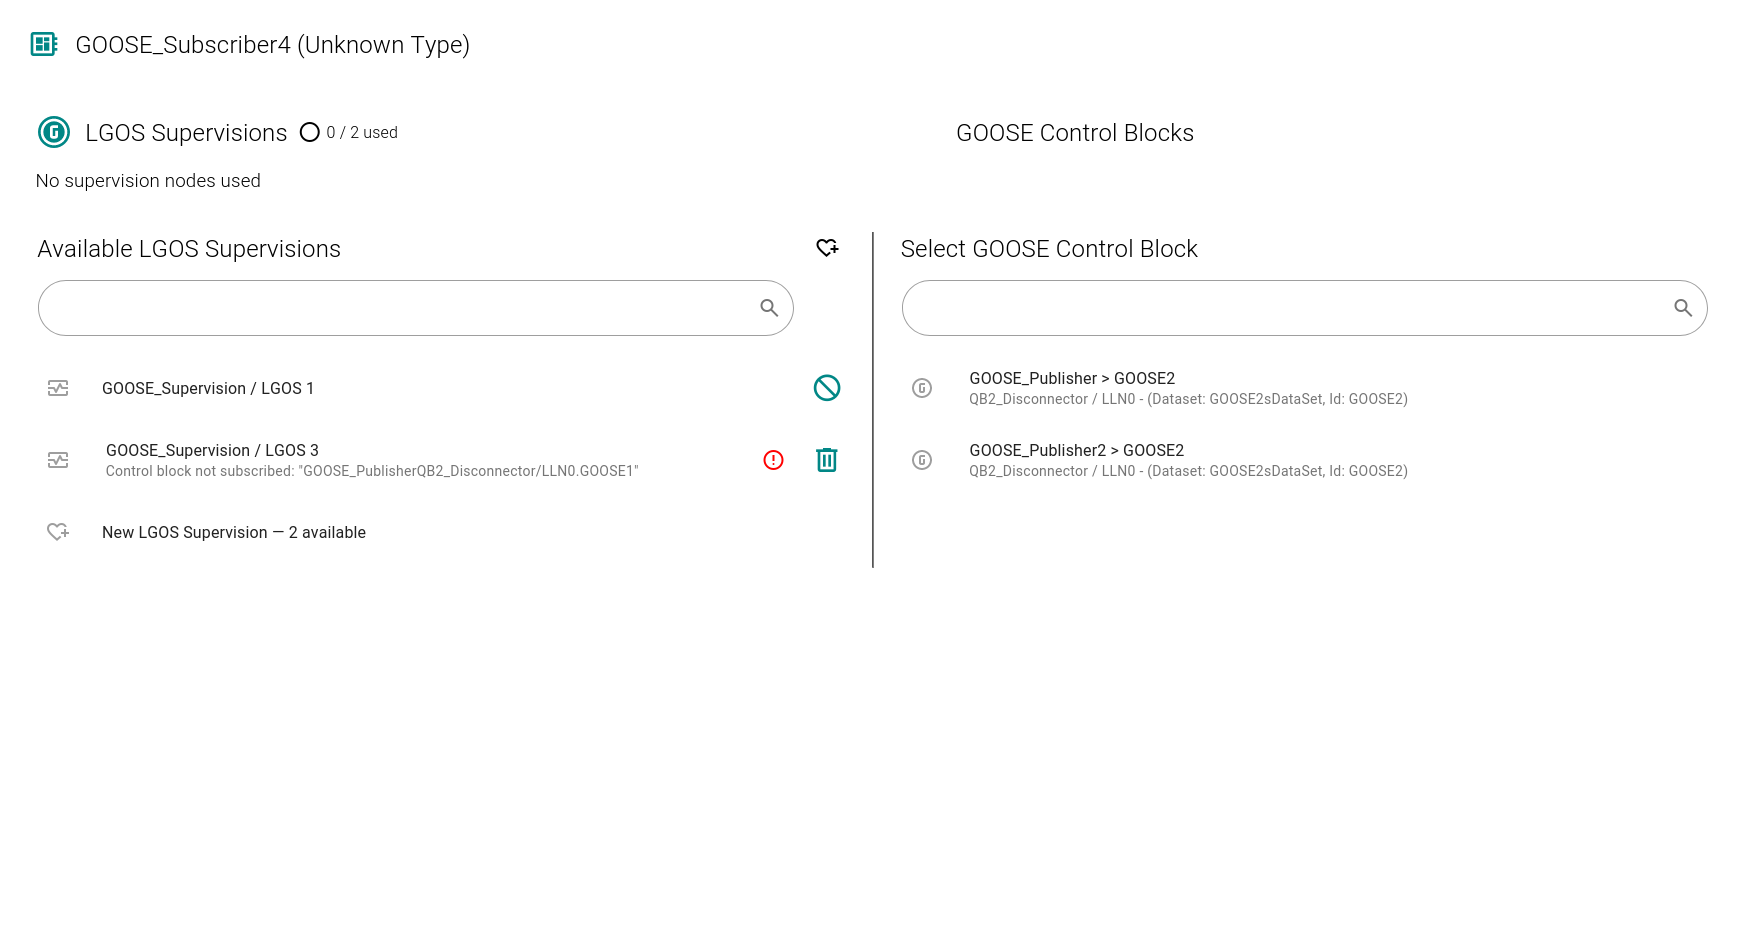 GOOSE_Subscriber4 (Unknown Type)
LGOS Supervisions
0 / 2 used
GOOSE Control Blocks
No supervision nodes used
Available LGOS Supervisions
Select GOOSE Control Block
GOOSE_Supervision / LGOS 1
GOOSE_Supervision / LGOS 3
Control block not subscribed: "GOOSE_PublisherQB2_Disconnector/LLN0.GOOSE1"
New LGOS Supervision — 2 available
GOOSE_Publisher > GOOSE2
QB2_Disconnector / LLN0 - (Dataset: GOOSE2sDataSet, Id: GOOSE2)
GOOSE_Publisher2 > GOOSE2
QB2_Disconnector / LLN0 - (Dataset: GOOSE2sDataSet, Id: GOOSE2)